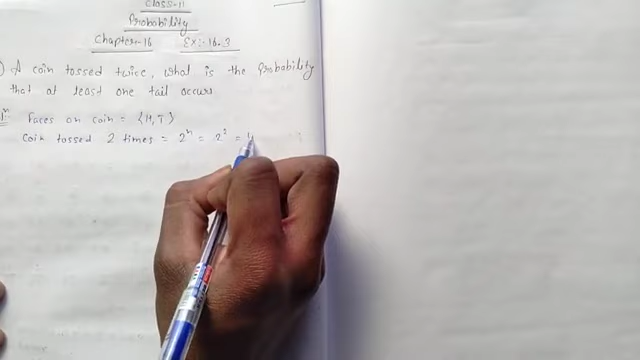 Class-11
Probability
Chapter-16 Ex:-16.3
) A coin tossed twice, what is the Probability
that at least one tail occurs
Faces on coin = {H, T}
Coin tossed 2 times = 2ⁿ = 2² = 4